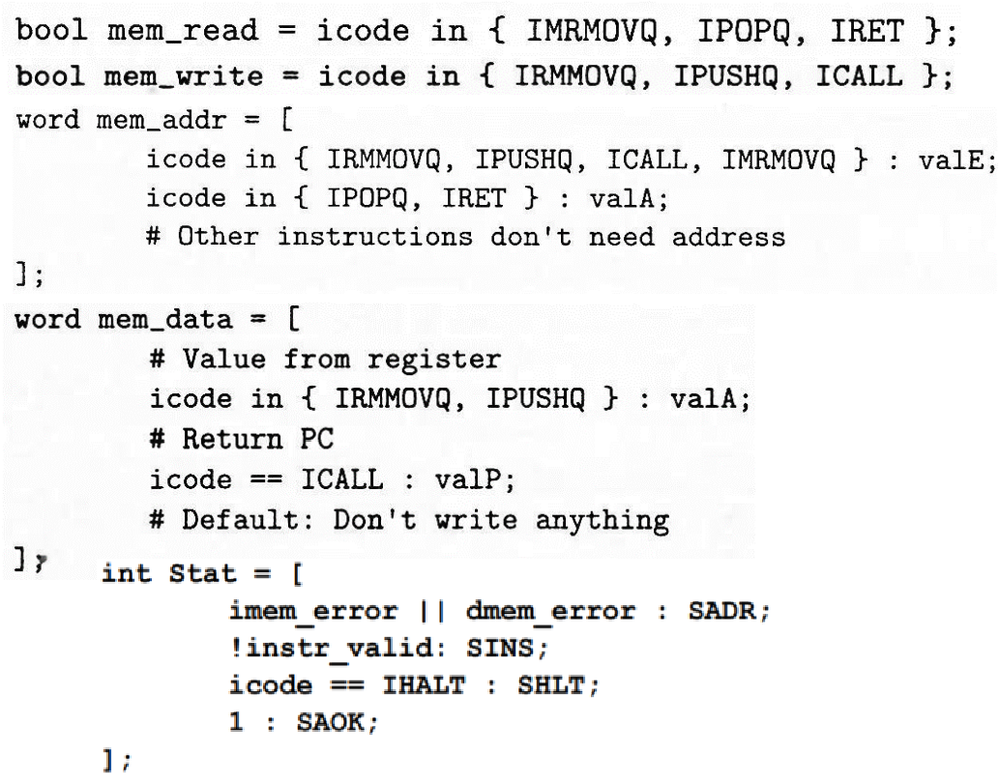 bool mem_read = icode in { IMRMOVQ, IPOPQ, IRET };
bool mem_write = icode in { IRMMOVQ, IPUSHQ, ICALL };
word mem_addr = [
icode in { IRMMOVQ, IPUSHQ, ICALL, IMRMOVQ } : valE;
icode in { IPOPQ, IRET } : valA;
# Other instructions don't need address
];
word mem_data = [
# Value from register
icode in { IRMMOVQ, IPUSHQ } : valA;
# Return PC
icode == ICALL : valP;
# Default: Don't write anything
];
int Stat = [
imem_error || dmem_error : SADR;
!instr_valid: SINS;
icode == IHALT : SHLT;
1 : SAOK;
];